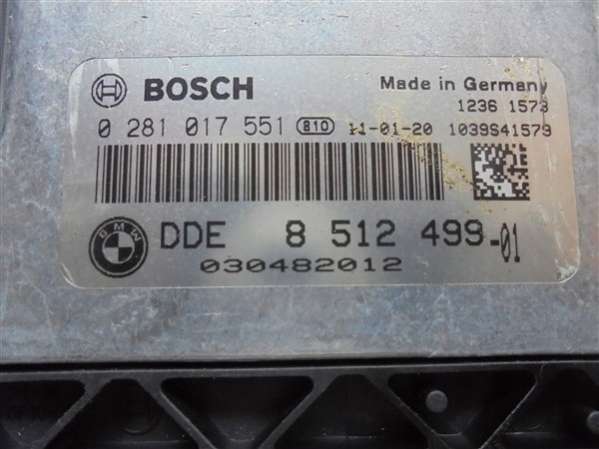 BOSCH Made in Germany
1236 1573
0 281 017 551 810 11-01-20 1039S41579
BMW DDE 8 512 499-01
030482012